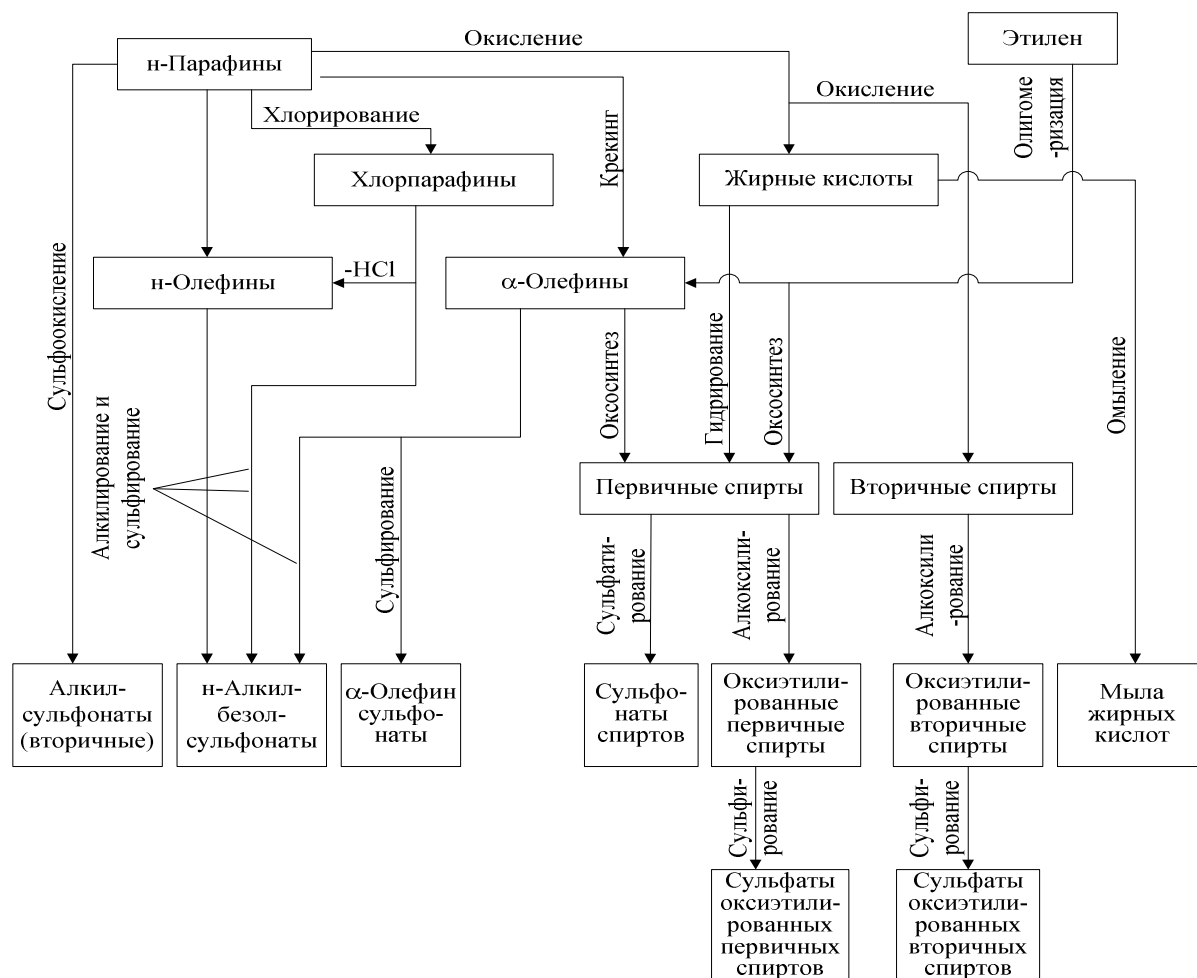 Окисление
Этилен
н-Парафины
Окисление
Хлорирование
Олигоме
-ризация
Крекинг
Хлорпарафины
Жирные кислоты
Сульфоокисление
-HCl
н-Олефины
α-Олефины
Оксосинтез
Гидрирование
Оксосинтез
Омыление
Алкилирование и
сульфирование
Сульфирование
Первичные спирты
Вторичные спирты
Сульфати-
рование
Алкоксили-
рование
Алкоксили
-рование
Алкил-
сульфонаты
(вторичные)
н-Алкил-
безол-
сульфонаты
α-Олефин
сульфо-
наты
Сульфо-
наты
спиртов
Оксиэтили-
рованные
первичные
спирты
Оксиэтили-
рованные
вторичные
спирты
Мыла
жирных
кислот
Сульфи-
рование
Сульфи-
рование
Сульфаты
оксиэтили-
рованных
первичных
спиртов
Сульфаты
оксиэтили-
рованных
вторичных
спиртов